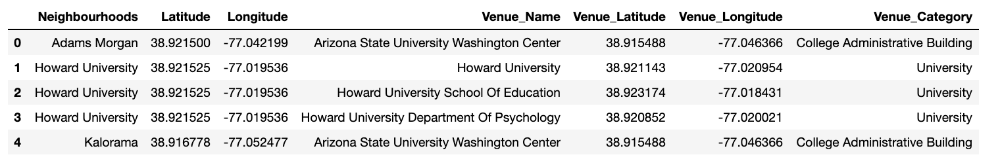 Neighbourhoods Latitude Longitude Venue_Name Venue_Latitude Venue_Longitude Venue_Category
0 Adams Morgan 38.921500 -77.042199 Arizona State University Washington Center 38.915488 -77.046366 College Administrative Building
1 Howard University 38.921525 -77.019536 Howard University 38.921143 -77.020954 University
2 Howard University 38.921525 -77.019536 Howard University School Of Education 38.923174 -77.018431 University
3 Howard University 38.921525 -77.019536 Howard University Department Of Psychology 38.920852 -77.020021 University
4 Kalorama 38.916778 -77.052477 Arizona State University Washington Center 38.915488 -77.046366 College Administrative Building